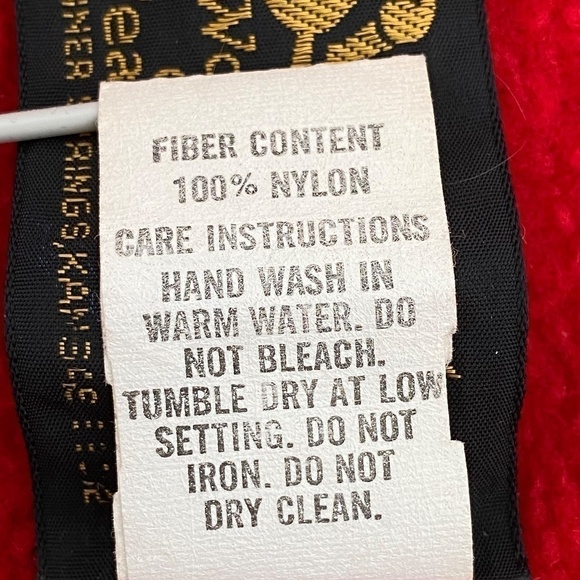 FIBER CONTENT
100% NYLON
CARE INSTRUCTIONS
HAND WASH IN
WARM WATER. DO
NOT BLEACH.
TUMBLE DRY AT LOW
SETTING. DO NOT
IRON. DO NOT
DRY CLEAN.